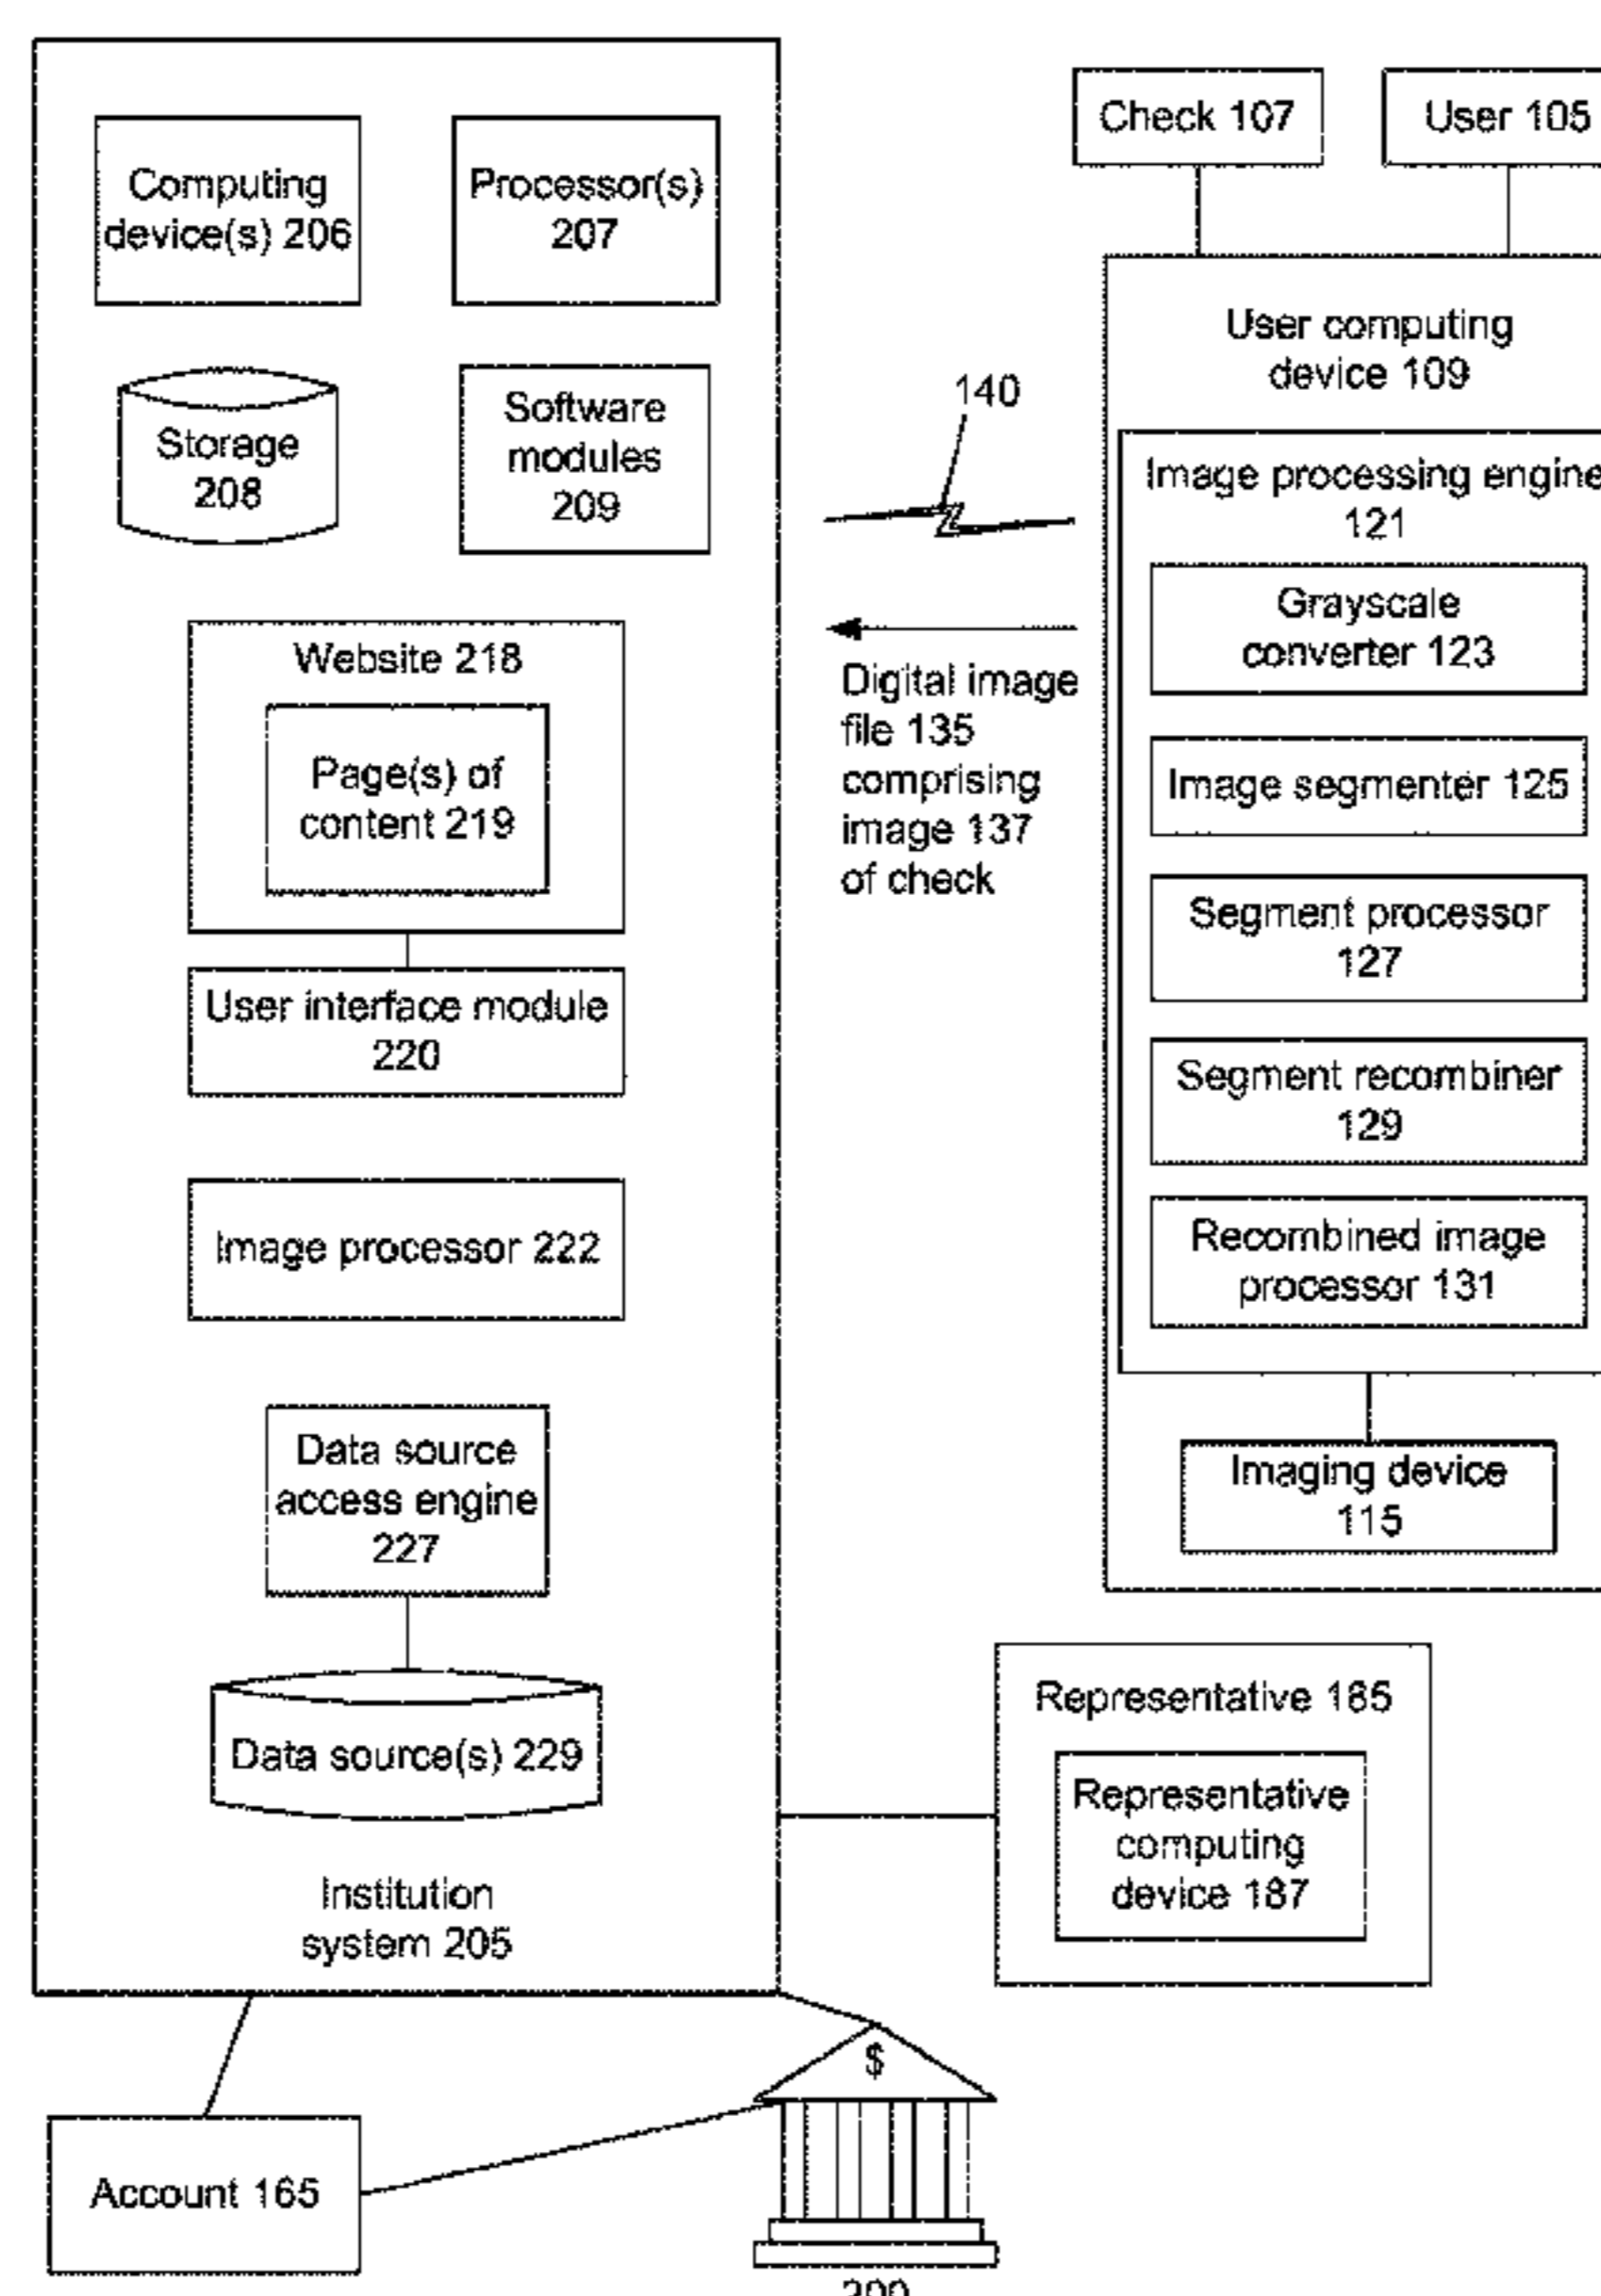 Computing
device(s) 206
Processor(s)
207
Storage
208
Software
modules
209
Website 218
Page(s) of
content 219
User interface module
220
Image processor 222
Data source
access engine
227
Data source(s) 229
Institution
system 205
Account 165
$
140
Digital image
file 135
comprising
image 137
of check
Check 107
User 105
User computing
device 109
Image processing engine
121
Grayscale
converter 123
Image segmenter 125
Segment processor
127
Segment recombiner
129
Recombined image
processor 131
Imaging device
115
Representative 185
Representative
computing
device 187